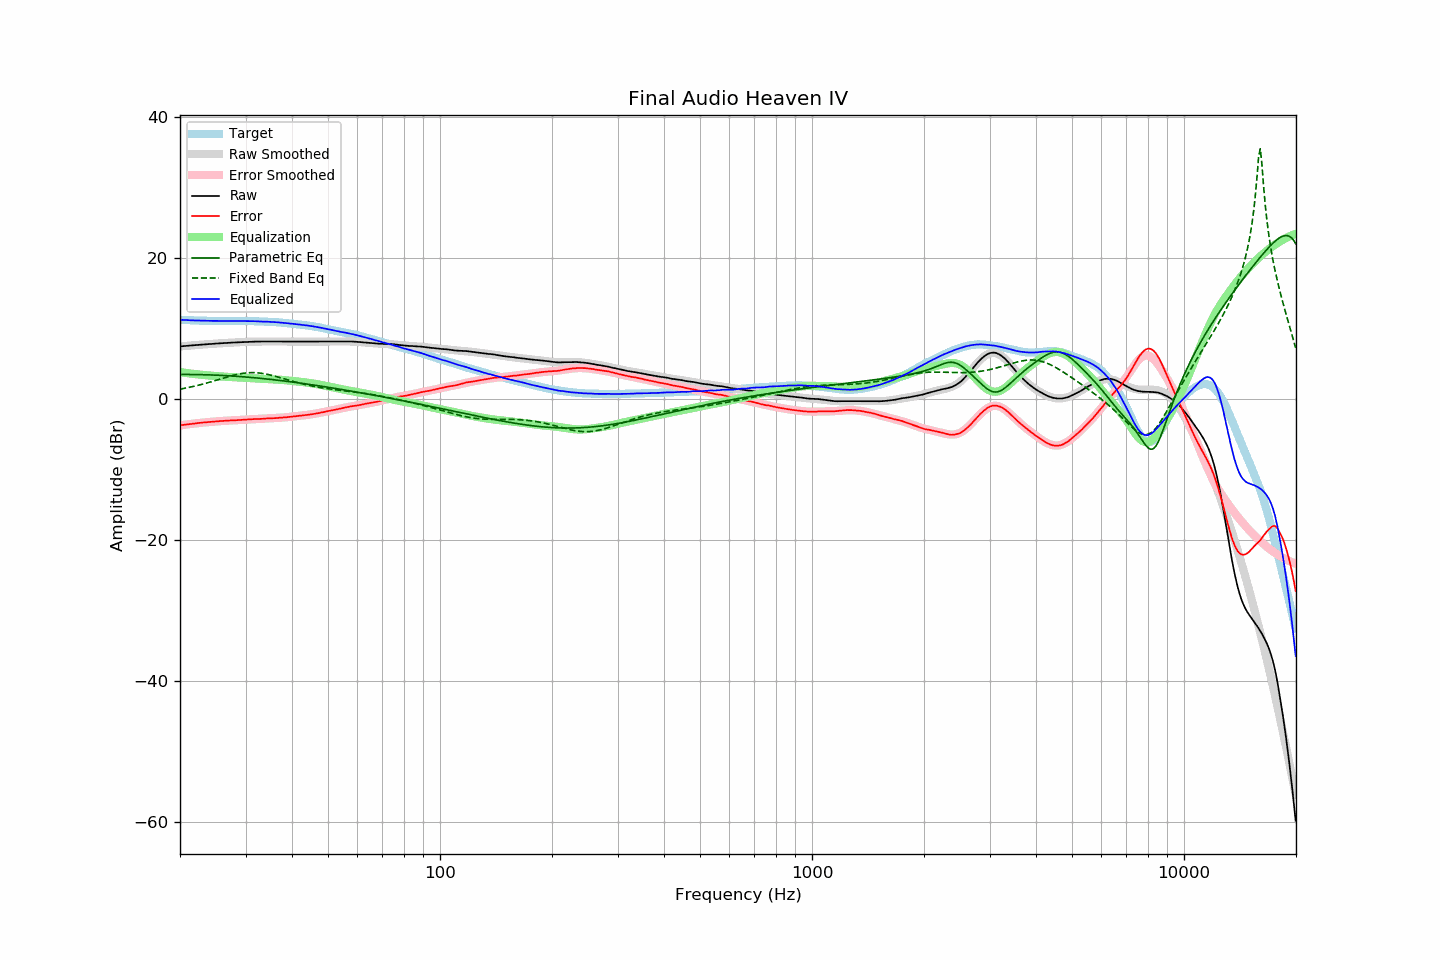 Final Audio Heaven IV
40
20
0
−20
−40
−60
Amplitude (dBr)
Target
Raw Smoothed
Error Smoothed
Raw
Error
Equalization
Parametric Eq
Fixed Band Eq
Equalized
100
1000
10000
Frequency (Hz)